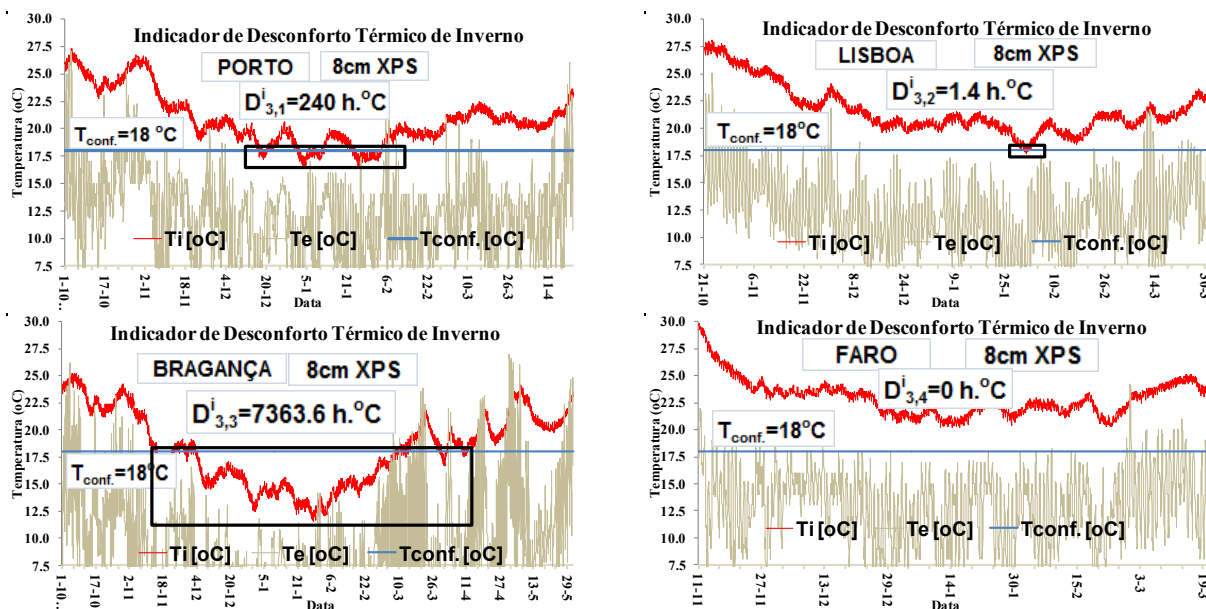 Indicador de Desconforto Térmico de Inverno
PORTO
8cm XPS
Dⁱ₃,₁=240 h.ºC
Tconf.=18 ºC
Temperatura (oC)
30.0
27.5
25.0
22.5
20.0
17.5
15.0
12.5
10.0
7.5
Ti [oC]
Te [oC]
Tconf. [oC]
1-10...
17-10
2-11
18-11
4-12
20-12
5-1
21-1
6-2
22-2
10-3
26-3
11-4
Data
Indicador de Desconforto Térmico de Inverno
LISBOA
8cm XPS
Dⁱ₃,₂=1.4 h.ºC
Tconf.=18ºC
Temperatura (oC)
30.0
27.5
25.0
22.5
20.0
17.5
15.0
12.5
10.0
7.5
Ti [oC]
Te [oC]
Tconf. [oC]
21-10
6-11
22-11
8-12
24-12
9-1
25-1
10-2
26-2
14-3
30-3
Data
Indicador de Desconforto Térmico de Inverno
BRAGANÇA
8cm XPS
Dⁱ₃,₃=7363.6 h.ºC
Tconf.=18ºC
Temperatura (oC)
30.0
27.5
25.0
22.5
20.0
17.5
15.0
12.5
10.0
7.5
Ti [oC]
Te [oC]
Tconf. [oC]
1-10...
17-10
2-11
18-11
4-12
20-12
5-1
21-1
6-2
22-2
10-3
26-3
11-4
27-4
13-5
29-5
Data
Indicador de Desconforto Térmico de Inverno
FARO
8cm XPS
Dⁱ₃,₄=0 h.ºC
Tconf.=18ºC
Temperatura (oC)
30.0
27.5
25.0
22.5
20.0
17.5
15.0
12.5
10.0
7.5
Ti [oC]
Te [oC]
Tconf. [oC]
11-11
27-11
13-12
29-12
14-1
30-1
15-2
3-3
19-3
Data